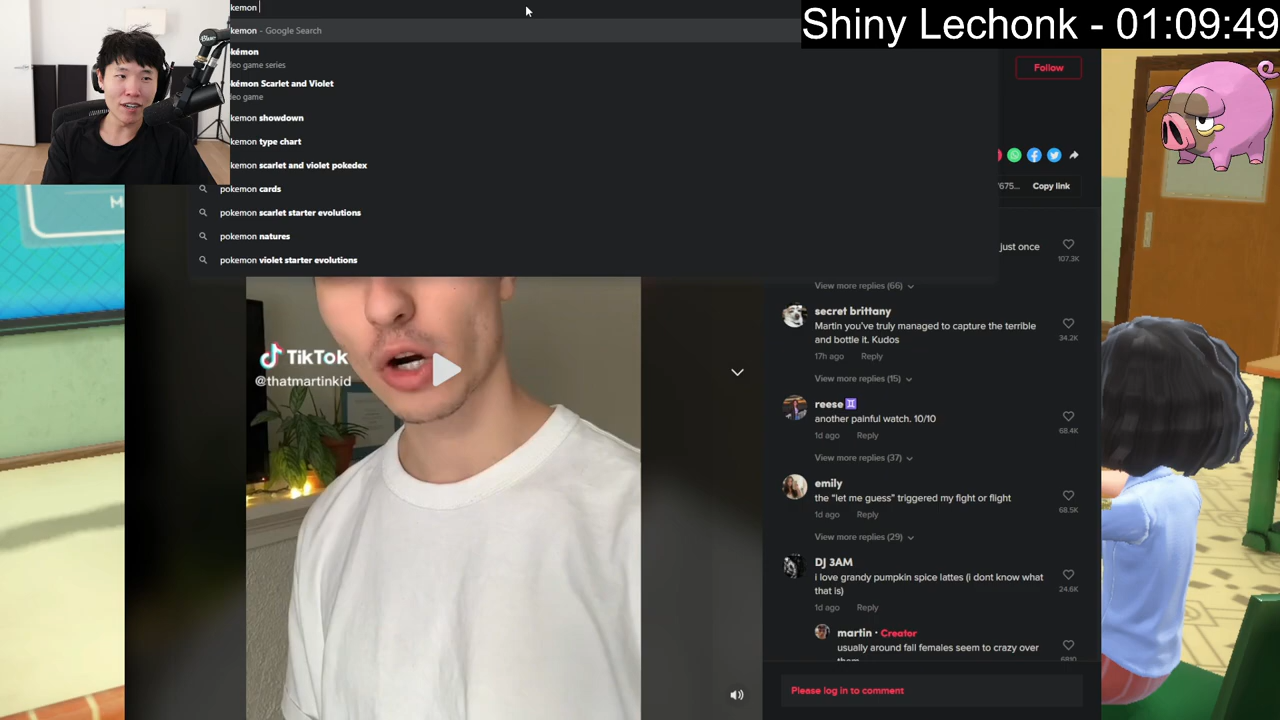 kemon
Shiny Lechonk - 01:09:49
kemon - Google Search
kémon
eo game series
kémon Scarlet and Violet
eo game
kemon showdown
kemon type chart
kemon scarlet and violet pokedex
pokemon cards
pokemon scarlet starter evolutions
pokemon natures
pokemon violet starter evolutions
Follow
675...
Copy link
just once
107.3K
View more replies (66)
secret brittany
Martin you've truly managed to capture the terrible
and bottle it. Kudos
34.2K
17h ago Reply
View more replies (15)
reese
another painful watch. 10/10
68.4K
1d ago Reply
View more replies (37)
emily
the "let me guess" triggered my fight or flight
68.5K
1d ago Reply
View more replies (29)
DJ 3AM
i love grandy pumpkin spice lattes (i dont know what
that is)
24.6K
1d ago Reply
martin · Creator
usually around fall females seem to crazy over
them
6810
Please log in to comment
TikTok
@thatmartinkid